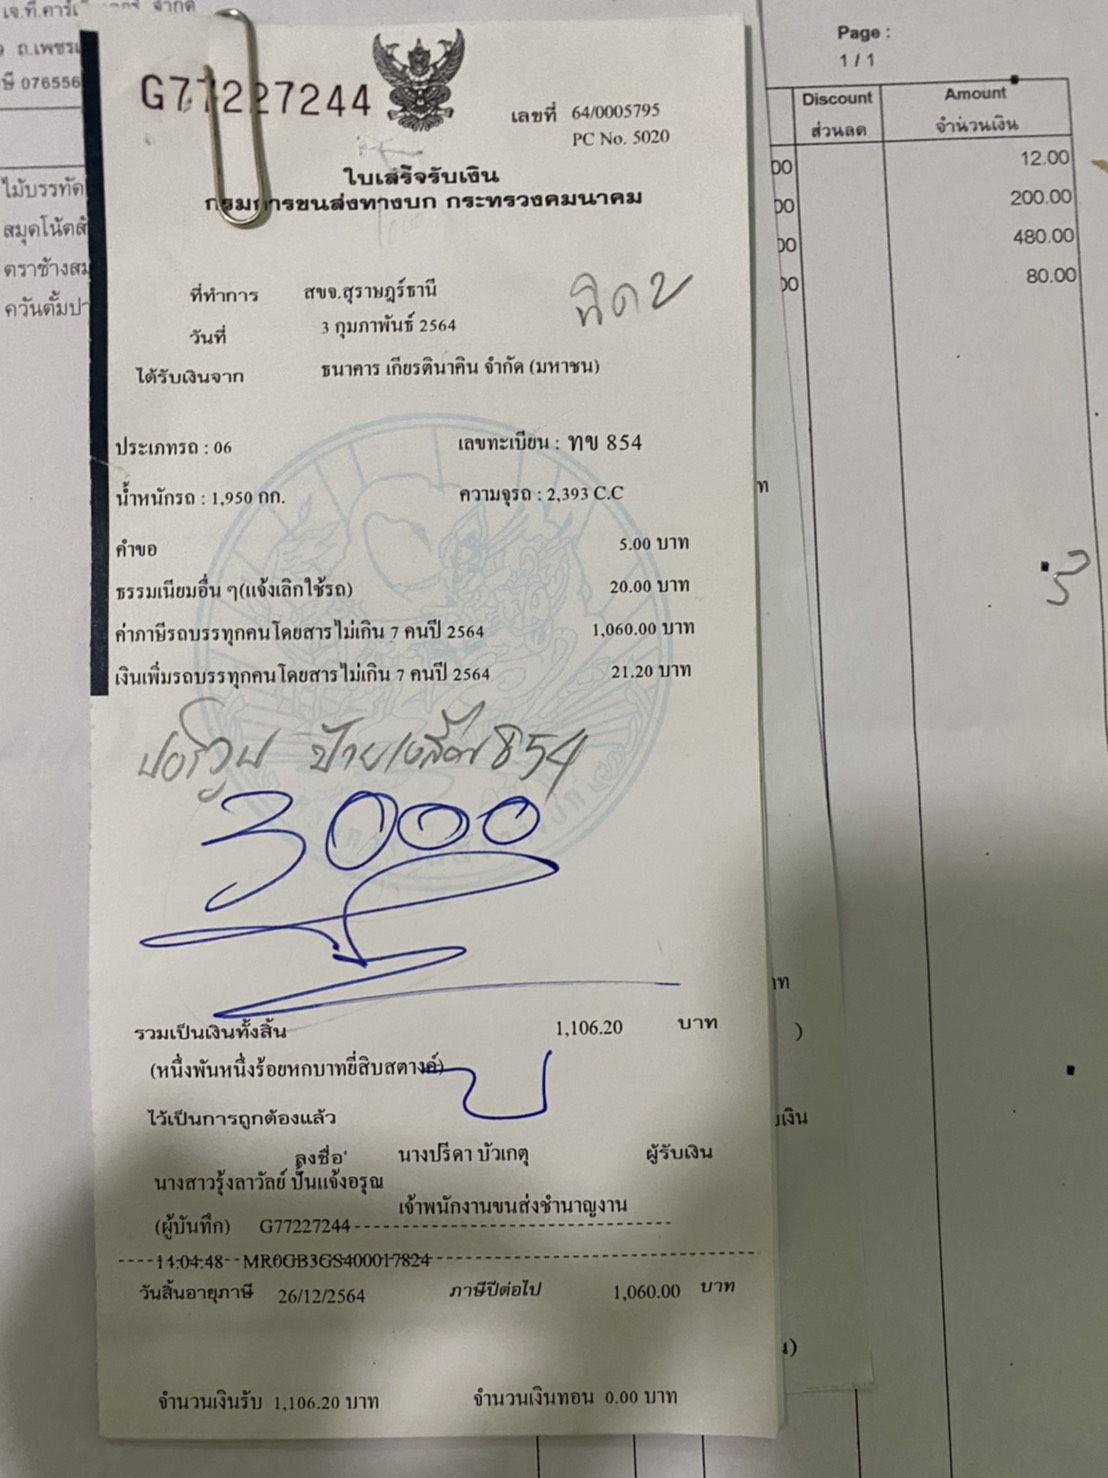 G77227244
เลขที่ 64/0005795
PC No. 5020
ใบเสร็จรับเงิน
กรมการขนส่งทางบก กระทรวงคมนาคม
ที่ทำการ สขจ.สุราษฎร์ธานี
วันที่ 3 กุมภาพันธ์ 2564
ได้รับเงินจาก ธนาคาร เกียรตินาคิน จำกัด (มหาชน)
ประเภทรถ : 06 เลขทะเบียน : ทข 854
น้ำหนักรถ : 1,950 กก. ความจุรถ : 2,393 C.C
คำขอ 5.00 บาท
ธรรมเนียมอื่น ๆ(แจ้งเลิกใช้รถ) 20.00 บาท
ค่าภาษีรถบรรทุกคนโดยสารไม่เกิน 7 คนปี 2564 1,060.00 บาท
เงินเพิ่มรถบรรทุกคนโดยสารไม่เกิน 7 คนปี 2564 21.20 บาท
854
3000
รวมเป็นเงินทั้งสิ้น 1,106.20 บาท
(หนึ่งพันหนึ่งร้อยหกบาทยี่สิบสตางค์)
ไว้เป็นการถูกต้องแล้ว
ลงชื่อ นางปรีดา บัวเกตุ ผู้รับเงิน
นางสาวรุ้งลาวัลย์ ปั้นแจ้งอรุณ
เจ้าพนักงานขนส่งชำนาญงาน
(ผู้บันทึก) G77227244
14:04:48 MR0GB3GS400017824
วันสิ้นอายุภาษี 26/12/2564 ภาษีปีต่อไป 1,060.00 บาท
จำนวนเงินรับ 1,106.20 บาท จำนวนเงินทอน 0.00 บาท
Page :
1 / 1
Discount Amount
ส่วนลด จำนวนเงิน
12.00
200.00
480.00
80.00
ไม้บรรทัด
สมุดโน้ต
ตราช้าง